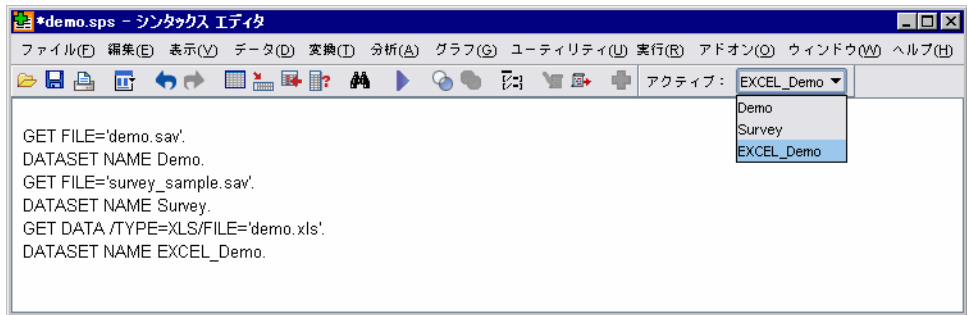 *demo.sps - シンタックス エディタ
ファイル(F) 編集(E) 表示(V) データ(D) 変換(T) 分析(A) グラフ(G) ユーティリティ(U) 実行(R) アドオン(O) ウィンドウ(W) ヘルプ(H)
アクティブ： EXCEL_Demo
Demo
Survey
EXCEL_Demo
GET FILE='demo.sav'.
DATASET NAME Demo.
GET FILE='survey_sample.sav'.
DATASET NAME Survey.
GET DATA /TYPE=XLS/FILE='demo.xls'.
DATASET NAME EXCEL_Demo.